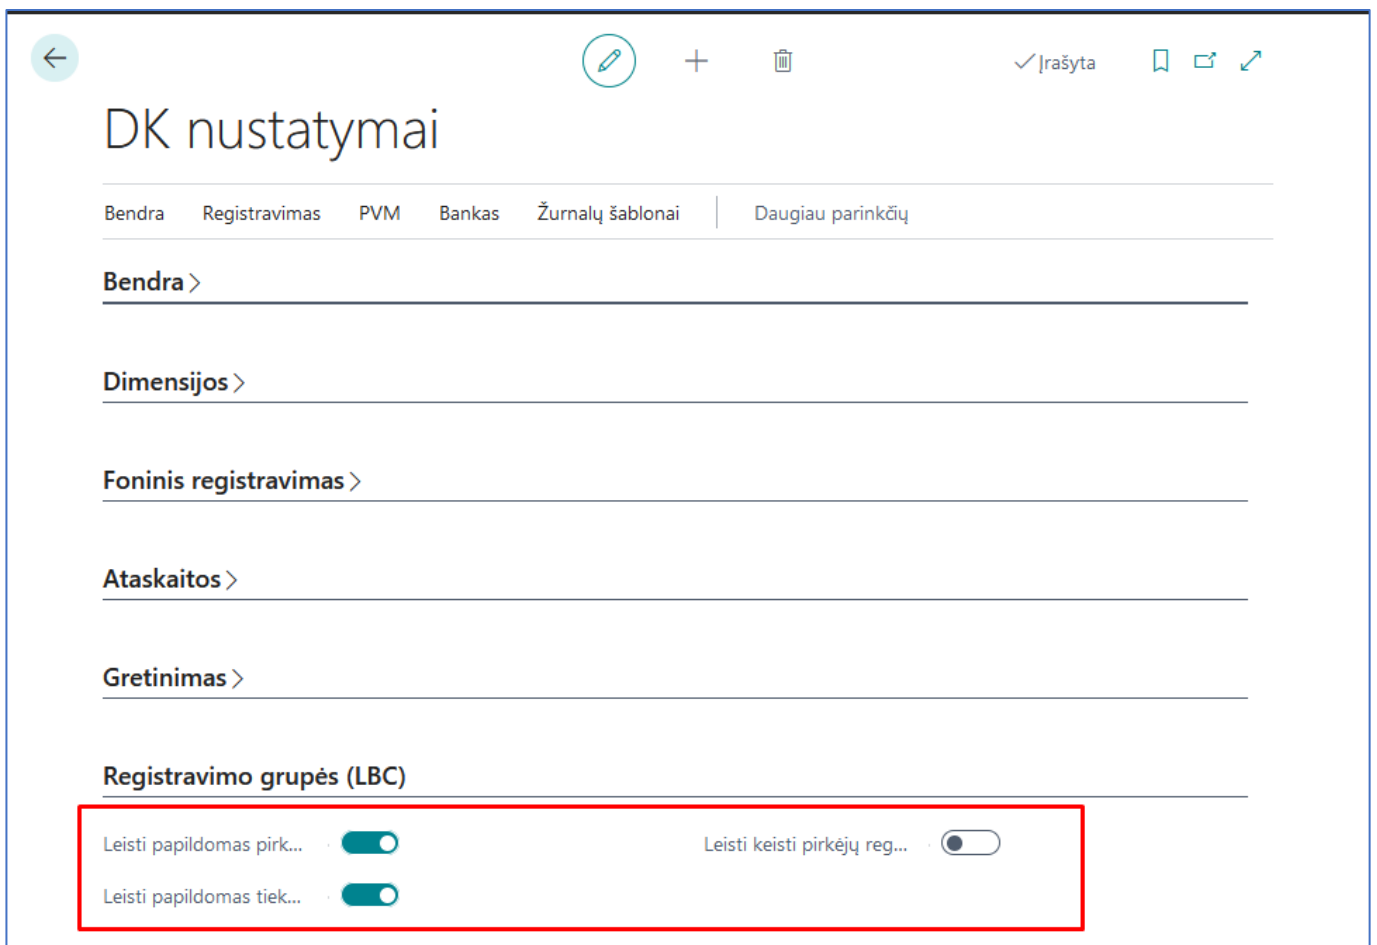 Įrašyta
DK nustatymai
Bendra Registravimas PVM Bankas Žurnalų šablonai Daugiau parinkčių
Bendra
Dimensijos
Foninis registravimas
Ataskaitos
Gretinimas
Registravimo grupės (LBC)
Leisti papildomas pirk... Leisti keisti pirkėjų reg...
Leisti papildomas tiek...